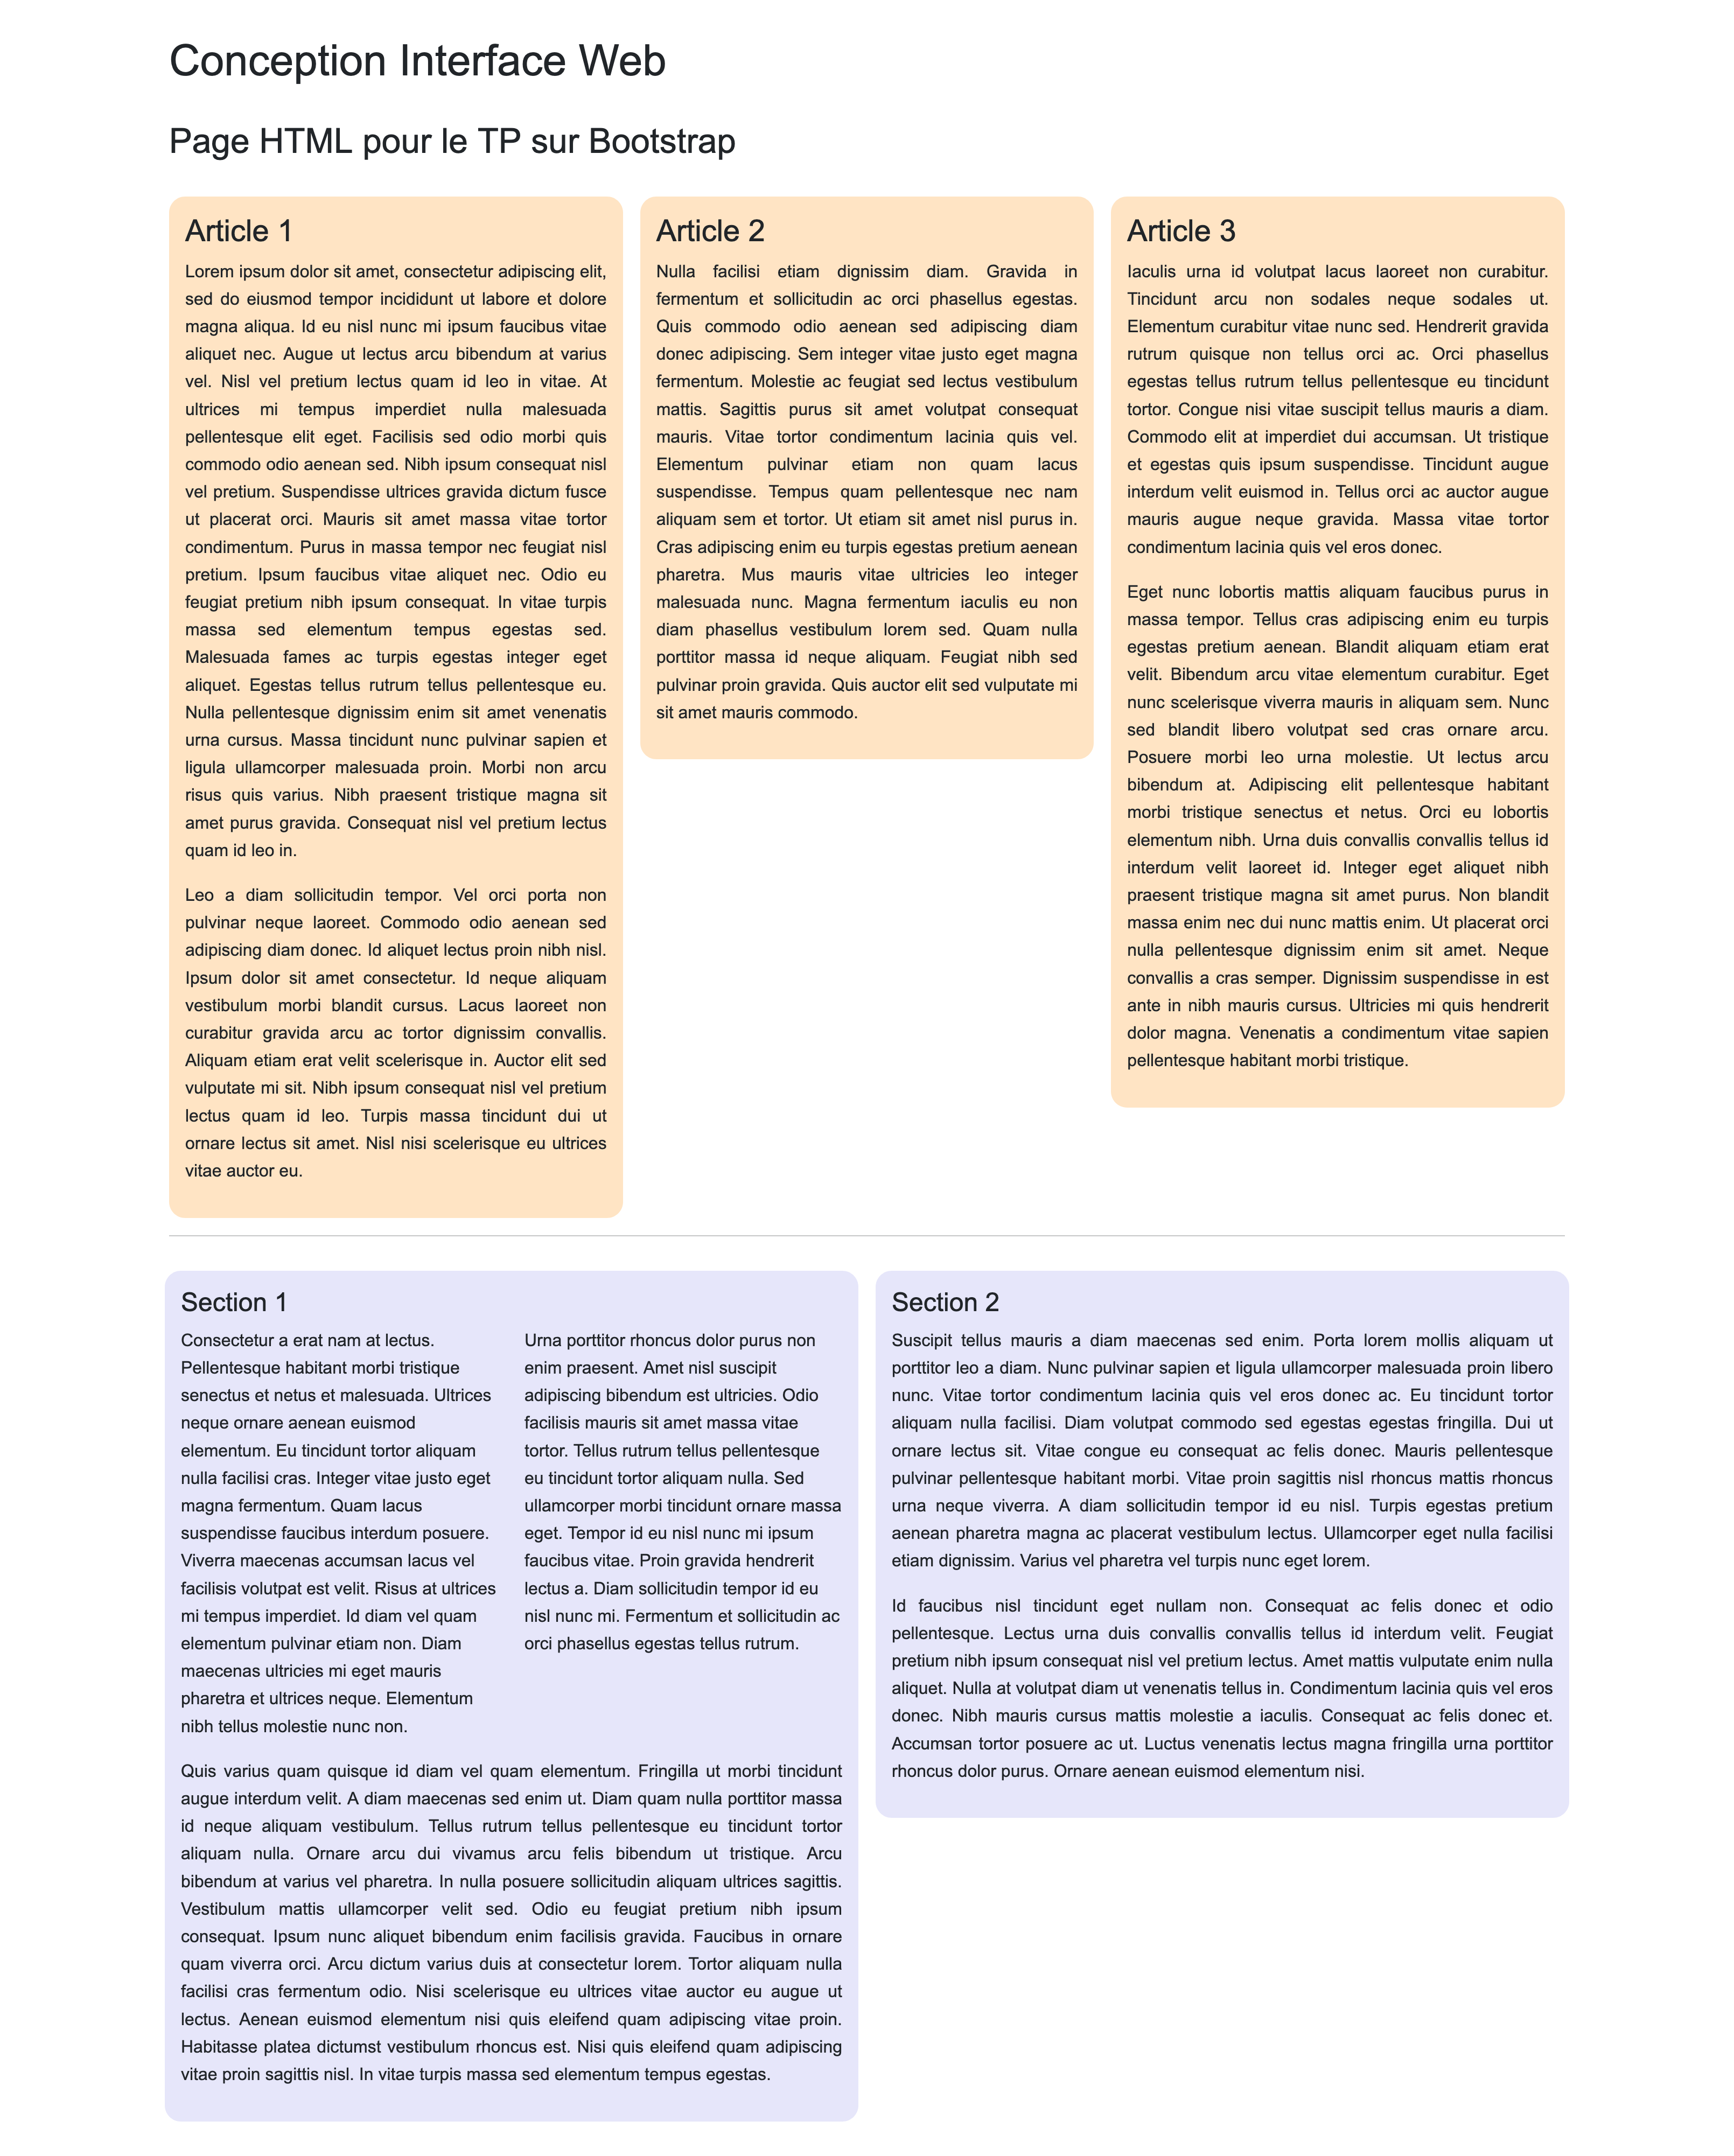 Conception Interface Web
Page HTML pour le TP sur Bootstrap
Article 1
Lorem ipsum dolor sit amet, consectetur adipiscing elit,
sed do eiusmod tempor incididunt ut labore et dolore
magna aliqua. Id eu nisl nunc mi ipsum faucibus vitae
aliquet nec. Augue ut lectus arcu bibendum at varius
vel. Nisl vel pretium lectus quam id leo in vitae. At
ultrices mi tempus imperdiet nulla malesuada
pellentesque elit eget. Facilisis sed odio morbi quis
commodo odio aenean sed. Nibh ipsum consequat nisl
vel pretium. Suspendisse ultrices gravida dictum fusce
ut placerat orci. Mauris sit amet massa vitae tortor
condimentum. Purus in massa tempor nec feugiat nisl
pretium. Ipsum faucibus vitae aliquet nec. Odio eu
feugiat pretium nibh ipsum consequat. In vitae turpis
massa sed elementum tempus egestas sed.
Malesuada fames ac turpis egestas integer eget
aliquet. Egestas tellus rutrum tellus pellentesque eu.
Nulla pellentesque dignissim enim sit amet venenatis
urna cursus. Massa tincidunt nunc pulvinar sapien et
ligula ullamcorper malesuada proin. Morbi non arcu
risus quis varius. Nibh praesent tristique magna sit
amet purus gravida. Consequat nisl vel pretium lectus
quam id leo in.
Leo a diam sollicitudin tempor. Vel orci porta non
pulvinar neque laoreet. Commodo odio aenean sed
adipiscing diam donec. Id aliquet lectus proin nibh nisl.
Ipsum dolor sit amet consectetur. Id neque aliquam
vestibulum morbi blandit cursus. Lacus laoreet non
curabitur gravida arcu ac tortor dignissim convallis.
Aliquam etiam erat velit scelerisque in. Auctor elit sed
vulputate mi sit. Nibh ipsum consequat nisl vel pretium
lectus quam id leo. Turpis massa tincidunt dui ut
ornare lectus sit amet. Nisl nisi scelerisque eu ultrices
vitae auctor eu.
Article 2
Nulla facilisi etiam dignissim diam. Gravida in
fermentum et sollicitudin ac orci phasellus egestas.
Quis commodo odio aenean sed adipiscing diam
donec adipiscing. Sem integer vitae justo eget magna
fermentum. Molestie ac feugiat sed lectus vestibulum
mattis. Sagittis purus sit amet volutpat consequat
mauris. Vitae tortor condimentum lacinia quis vel.
Elementum pulvinar etiam non quam lacus
suspendisse. Tempus quam pellentesque nec nam
aliquam sem et tortor. Ut etiam sit amet nisl purus in.
Cras adipiscing enim eu turpis egestas pretium aenean
pharetra. Mus mauris vitae ultricies leo integer
malesuada nunc. Magna fermentum iaculis eu non
diam phasellus vestibulum lorem sed. Quam nulla
porttitor massa id neque aliquam. Feugiat nibh sed
pulvinar proin gravida. Quis auctor elit sed vulputate mi
sit amet mauris commodo.
Article 3
Iaculis urna id volutpat lacus laoreet non curabitur.
Tincidunt arcu non sodales neque sodales ut.
Elementum curabitur vitae nunc sed. Hendrerit gravida
rutrum quisque non tellus orci ac. Orci phasellus
egestas tellus rutrum tellus pellentesque eu tincidunt
tortor. Congue nisi vitae suscipit tellus mauris a diam.
Commodo elit at imperdiet dui accumsan. Ut tristique
et egestas quis ipsum suspendisse. Tincidunt augue
interdum velit euismod in. Tellus orci ac auctor augue
mauris augue neque gravida. Massa vitae tortor
condimentum lacinia quis vel eros donec.
Eget nunc lobortis mattis aliquam faucibus purus in
massa tempor. Tellus cras adipiscing enim eu turpis
egestas pretium aenean. Blandit aliquam etiam erat
velit. Bibendum arcu vitae elementum curabitur. Eget
nunc scelerisque viverra mauris in aliquam sem. Nunc
sed blandit libero volutpat sed cras ornare arcu.
Posuere morbi leo urna molestie. Ut lectus arcu
bibendum at. Adipiscing elit pellentesque habitant
morbi tristique senectus et netus. Orci eu lobortis
elementum nibh. Urna duis convallis convallis tellus id
interdum velit laoreet id. Integer eget aliquet nibh
praesent tristique magna sit amet purus. Non blandit
massa enim nec dui nunc mattis enim. Ut placerat orci
nulla pellentesque dignissim enim sit amet. Neque
convallis a cras semper. Dignissim suspendisse in est
ante in nibh mauris cursus. Ultricies mi quis hendrerit
dolor magna. Venenatis a condimentum vitae sapien
pellentesque habitant morbi tristique.
Section 1
Consectetur a erat nam at lectus.
Pellentesque habitant morbi tristique
senectus et netus et malesuada. Ultrices
neque ornare aenean euismod
elementum. Eu tincidunt tortor aliquam
nulla facilisi cras. Integer vitae justo eget
magna fermentum. Quam lacus
suspendisse faucibus interdum posuere.
Viverra maecenas accumsan lacus vel
facilisis volutpat est velit. Risus at ultrices
mi tempus imperdiet. Id diam vel quam
elementum pulvinar etiam non. Diam
maecenas ultricies mi eget mauris
pharetra et ultrices neque. Elementum
nibh tellus molestie nunc non.
Urna porttitor rhoncus dolor purus non
enim praesent. Amet nisl suscipit
adipiscing bibendum est ultricies. Odio
facilisis mauris sit amet massa vitae
tortor. Tellus rutrum tellus pellentesque
eu tincidunt tortor aliquam nulla. Sed
ullamcorper morbi tincidunt ornare massa
eget. Tempor id eu nisl nunc mi ipsum
faucibus vitae. Proin gravida hendrerit
lectus a. Diam sollicitudin tempor id eu
nisl nunc mi. Fermentum et sollicitudin ac
orci phasellus egestas tellus rutrum.
Quis varius quam quisque id diam vel quam elementum. Fringilla ut morbi tincidunt
augue interdum velit. A diam maecenas sed enim ut. Diam quam nulla porttitor massa
id neque aliquam vestibulum. Tellus rutrum tellus pellentesque eu tincidunt tortor
aliquam nulla. Ornare arcu dui vivamus arcu felis bibendum ut tristique. Arcu
bibendum at varius vel pharetra. In nulla posuere sollicitudin aliquam ultrices sagittis.
Vestibulum mattis ullamcorper velit sed. Odio eu feugiat pretium nibh ipsum
consequat. Ipsum nunc aliquet bibendum enim facilisis gravida. Faucibus in ornare
quam viverra orci. Arcu dictum varius duis at consectetur lorem. Tortor aliquam nulla
facilisi cras fermentum odio. Nisi scelerisque eu ultrices vitae auctor eu augue ut
lectus. Aenean euismod elementum nisi quis eleifend quam adipiscing vitae proin.
Habitasse platea dictumst vestibulum rhoncus est. Nisi quis eleifend quam adipiscing
vitae proin sagittis nisl. In vitae turpis massa sed elementum tempus egestas.
Section 2
Suscipit tellus mauris a diam maecenas sed enim. Porta lorem mollis aliquam ut
porttitor leo a diam. Nunc pulvinar sapien et ligula ullamcorper malesuada proin libero
nunc. Vitae tortor condimentum lacinia quis vel eros donec ac. Eu tincidunt tortor
aliquam nulla facilisi. Diam volutpat commodo sed egestas egestas fringilla. Dui ut
ornare lectus sit. Vitae congue eu consequat ac felis donec. Mauris pellentesque
pulvinar pellentesque habitant morbi. Vitae proin sagittis nisl rhoncus mattis rhoncus
urna neque viverra. A diam sollicitudin tempor id eu nisl. Turpis egestas pretium
aenean pharetra magna ac placerat vestibulum lectus. Ullamcorper eget nulla facilisi
etiam dignissim. Varius vel pharetra vel turpis nunc eget lorem.
Id faucibus nisl tincidunt eget nullam non. Consequat ac felis donec et odio
pellentesque. Lectus urna duis convallis convallis tellus id interdum velit. Feugiat
pretium nibh ipsum consequat nisl vel pretium lectus. Amet mattis vulputate enim nulla
aliquet. Nulla at volutpat diam ut venenatis tellus in. Condimentum lacinia quis vel eros
donec. Nibh mauris cursus mattis molestie a iaculis. Consequat ac felis donec et.
Accumsan tortor posuere ac ut. Luctus venenatis lectus magna fringilla urna porttitor
rhoncus dolor purus. Ornare aenean euismod elementum nisi.